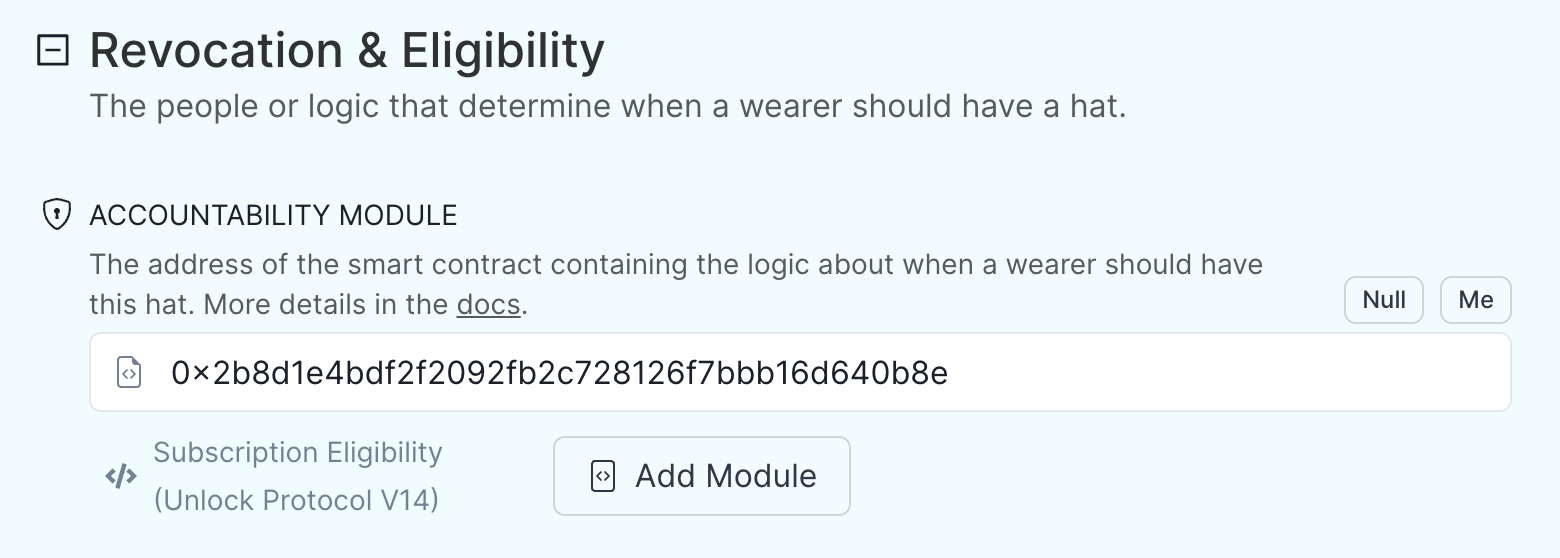 Revocation & Eligibility
The people or logic that determine when a wearer should have a hat.
ACCOUNTABILITY MODULE
The address of the smart contract containing the logic about when a wearer should have
this hat. More details in the docs.
Null
Me
0x2b8d1e4bdf2f2092fb2c728126f7bbb16d640b8e
Subscription Eligibility
(Unlock Protocol V14)
Add Module